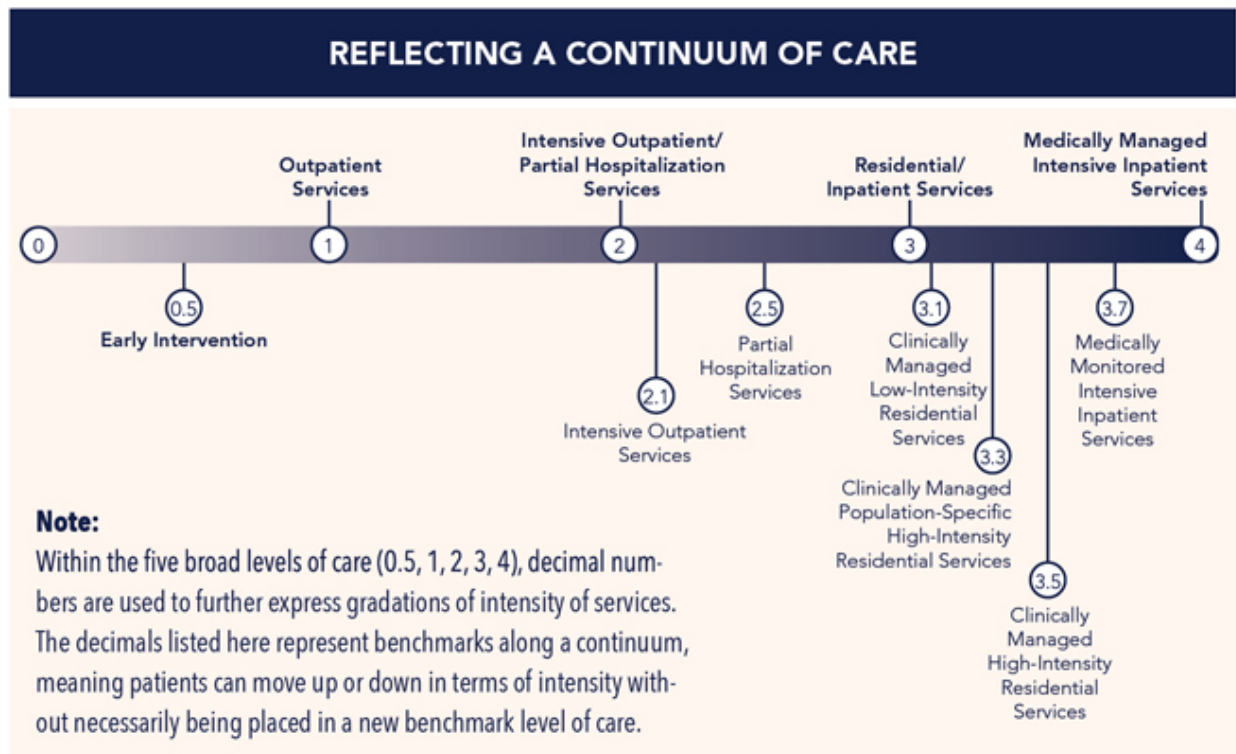 REFLECTING A CONTINUUM OF CARE
Outpatient
Services
Intensive Outpatient/
Partial Hospitalization
Services
Residential/
Inpatient Services
Medically Managed
Intensive Inpatient
Services
0
1
2
3
4
0.5
Early Intervention
2.1
Intensive Outpatient
Services
2.5
Partial
Hospitalization
Services
3.1
Clinically
Managed
Low-Intensity
Residential
Services
3.3
Clinically Managed
Population-Specific
High-Intensity
Residential Services
3.5
Clinically
Managed
High-Intensity
Residential
Services
3.7
Medically
Monitored
Intensive
Inpatient
Services
Note:
Within the five broad levels of care (0.5, 1, 2, 3, 4), decimal num-
bers are used to further express gradations of intensity of services.
The decimals listed here represent benchmarks along a continuum,
meaning patients can move up or down in terms of intensity with-
out necessarily being placed in a new benchmark level of care.